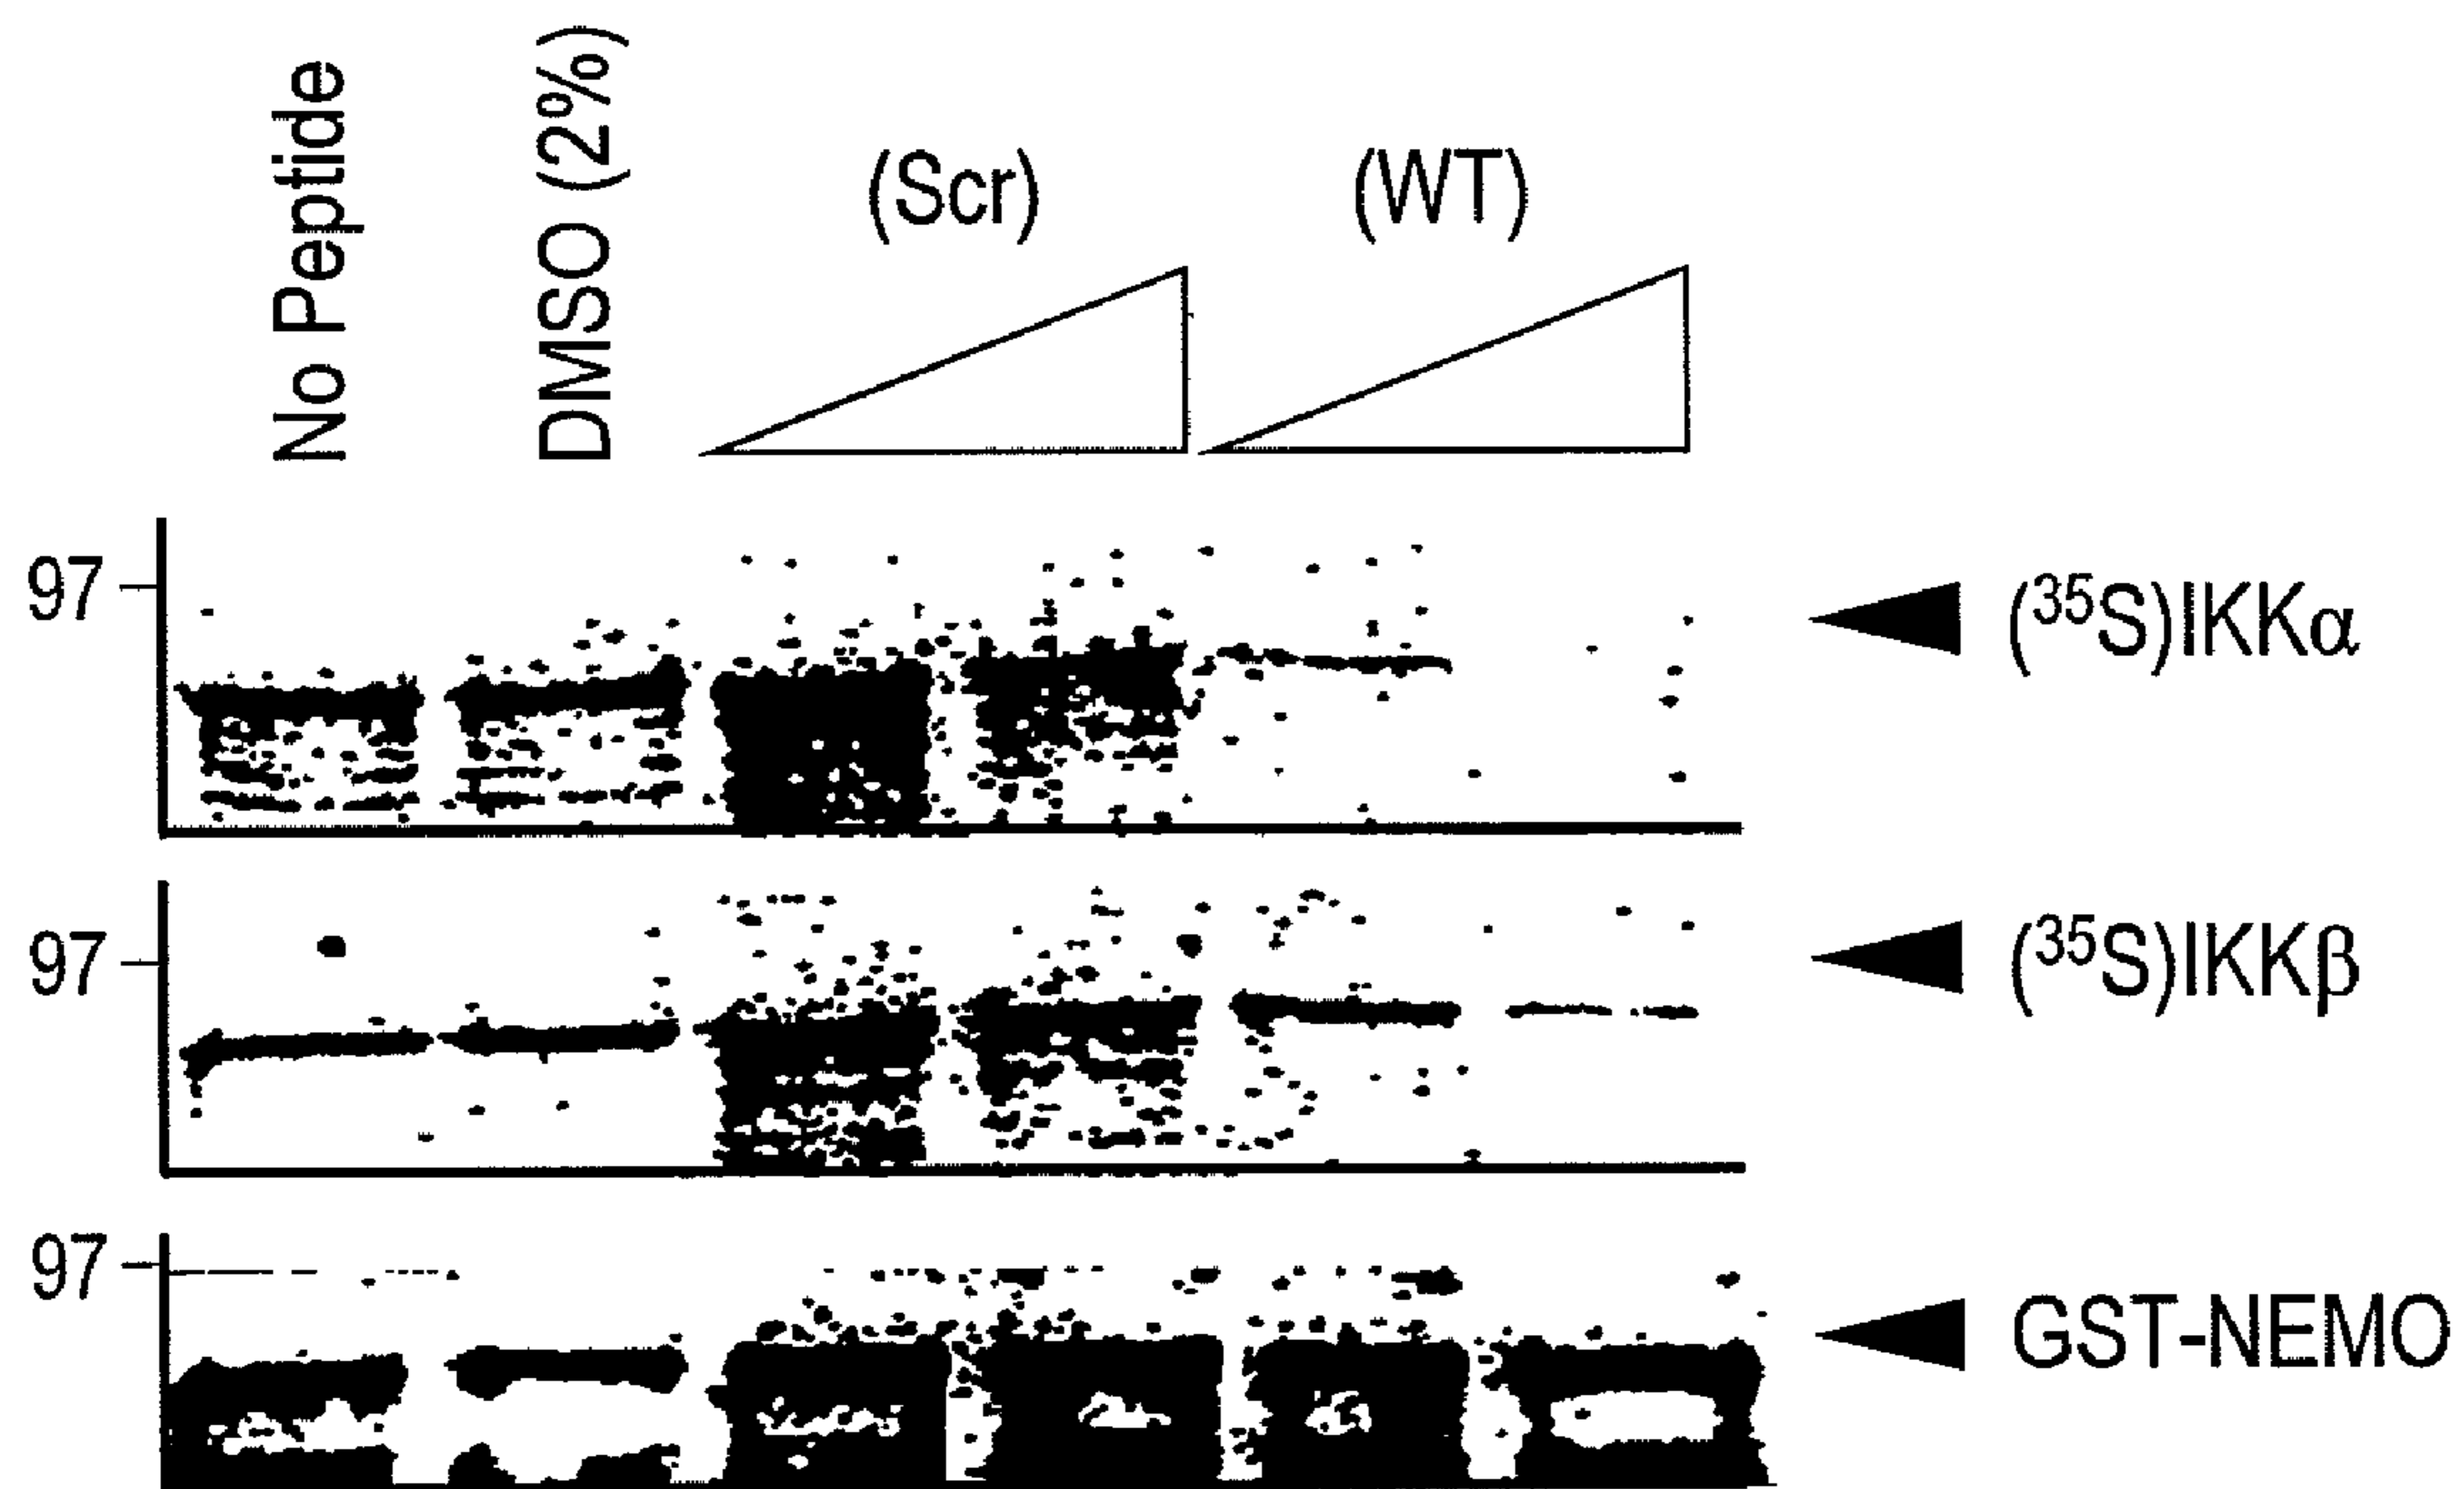 No Peptide
DMSO (2%)
(Scr)
(WT)
97
(³⁵S)IKKα
97
(³⁵S)IKKβ
97
GST-NEMO